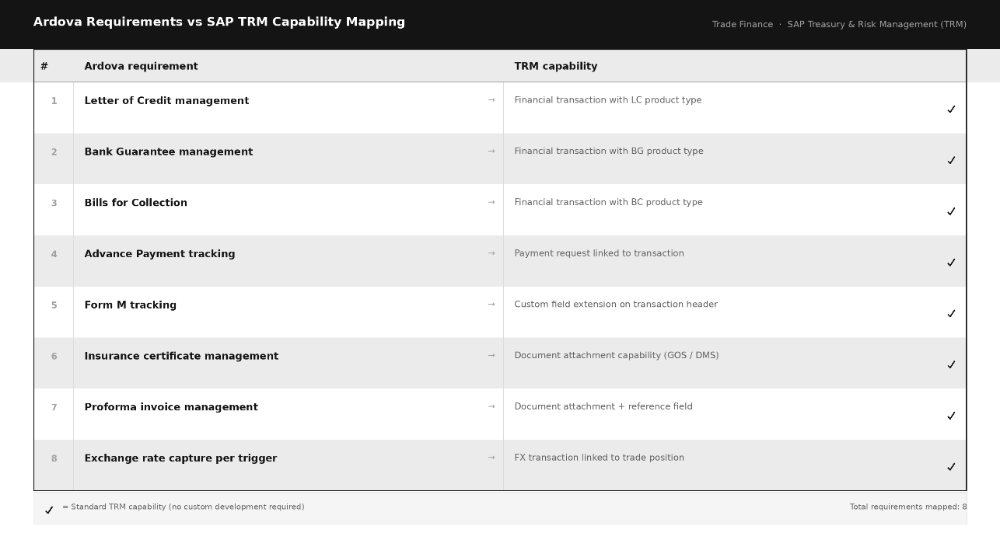 Ardova Requirements vs SAP TRM Capability Mapping
Trade Finance · SAP Treasury & Risk Management (TRM)
# Ardova requirement TRM capability
1 Letter of Credit management → Financial transaction with LC product type ✓
2 Bank Guarantee management → Financial transaction with BG product type ✓
3 Bills for Collection → Financial transaction with BC product type ✓
4 Advance Payment tracking → Payment request linked to transaction ✓
5 Form M tracking → Custom field extension on transaction header ✓
6 Insurance certificate management → Document attachment capability (GOS / DMS) ✓
7 Proforma invoice management → Document attachment + reference field ✓
8 Exchange rate capture per trigger → FX transaction linked to trade position ✓
✓ = Standard TRM capability (no custom development required) Total requirements mapped: 8